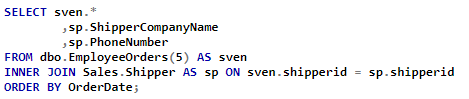 SELECT sven.*
,sp.ShipperCompanyName
,sp.PhoneNumber
FROM dbo.EmployeeOrders(5) AS sven
INNER JOIN Sales.Shipper AS sp ON sven.shipperid = sp.shipperid
ORDER BY OrderDate;